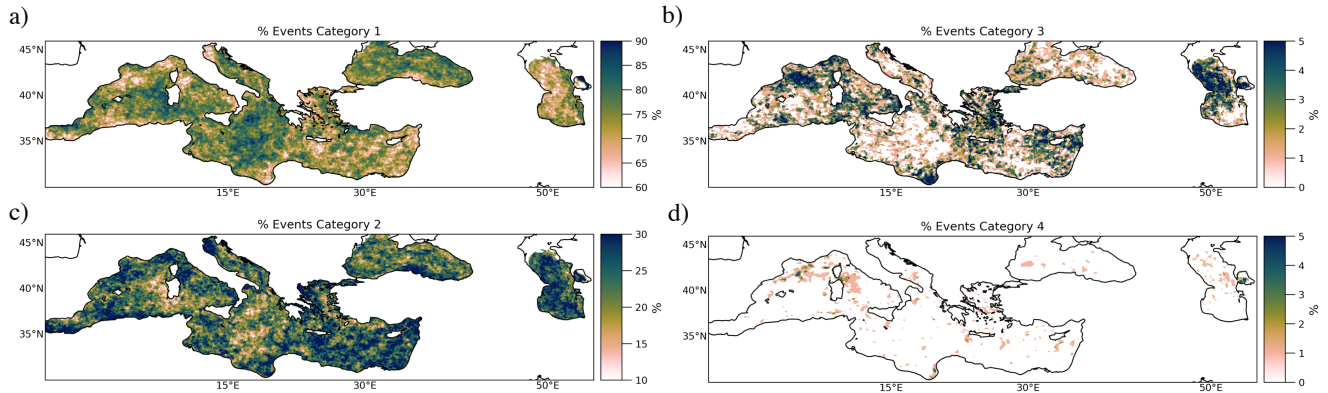 a)
% Events Category 1
45°N
40°N
35°N
15°E
30°E
50°E
90
85
80
75
70
65
60
%
b)
% Events Category 3
45°N
40°N
35°N
15°E
30°E
50°E
5
4
3
2
1
0
%
c)
% Events Category 2
45°N
40°N
35°N
15°E
30°E
50°E
30
25
20
15
10
%
d)
% Events Category 4
45°N
40°N
35°N
15°E
30°E
50°E
5
4
3
2
1
0
%